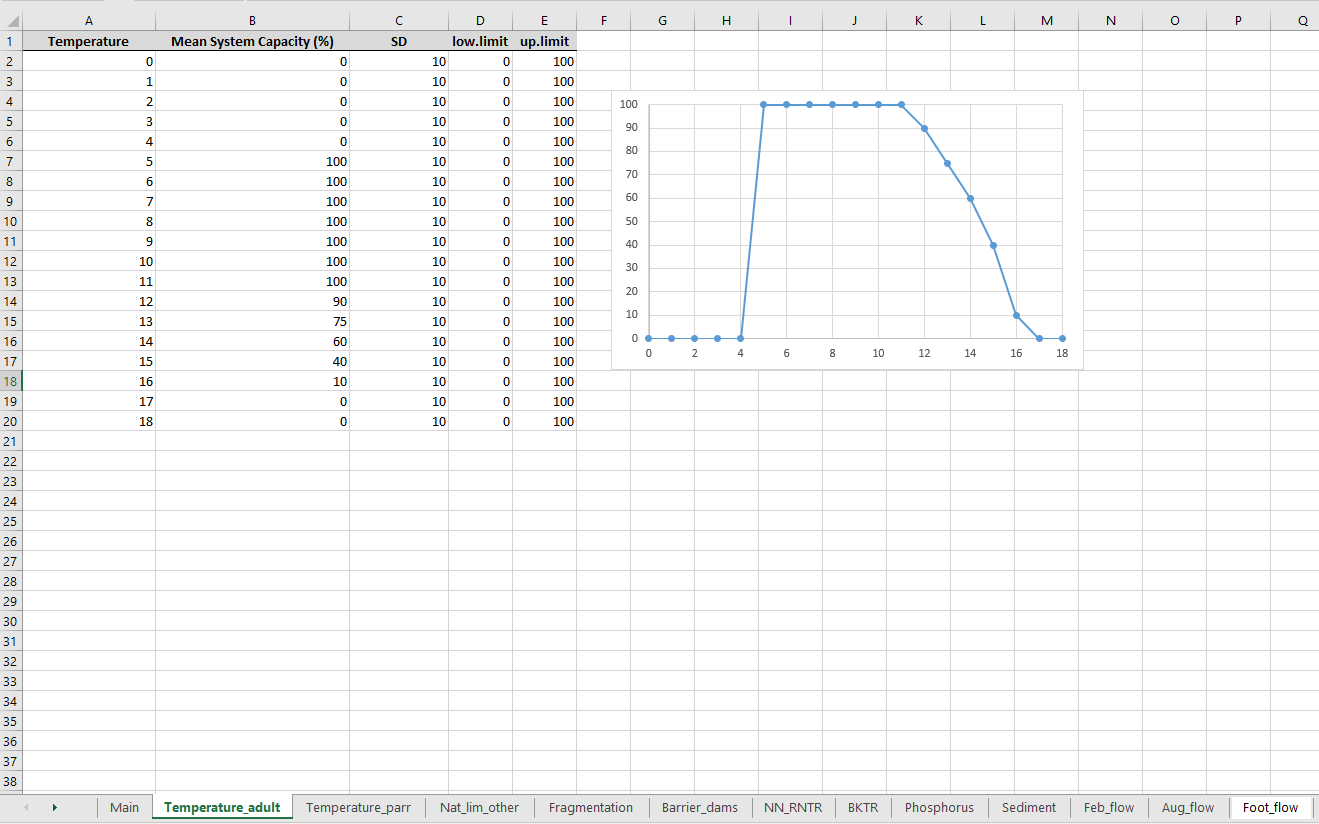 A B C D E F G H I J K L M N O P Q
1 Temperature Mean System Capacity (%) SD low.limit up.limit
2 0 0 10 0 100
3 1 0 10 0 100
4 2 0 10 0 100
5 3 0 10 0 100
6 4 0 10 0 100
7 5 100 10 0 100
8 6 100 10 0 100
9 7 100 10 0 100
10 8 100 10 0 100
11 9 100 10 0 100
12 10 100 10 0 100
13 11 100 10 0 100
14 12 90 10 0 100
15 13 75 10 0 100
16 14 60 10 0 100
17 15 40 10 0 100
18 16 10 10 0 100
19 17 0 10 0 100
20 18 0 10 0 100
21
22
23
24
25
26
27
28
29
30
31
32
33
34
35
36
37
38
100
90
80
70
60
50
40
30
20
10
0
0 2 4 6 8 10 12 14 16 18
Main Temperature_adult Temperature_parr Nat_lim_other Fragmentation Barrier_dams NN_RNTR BKTR Phosphorus Sediment Feb_flow Aug_flow Foot_flow